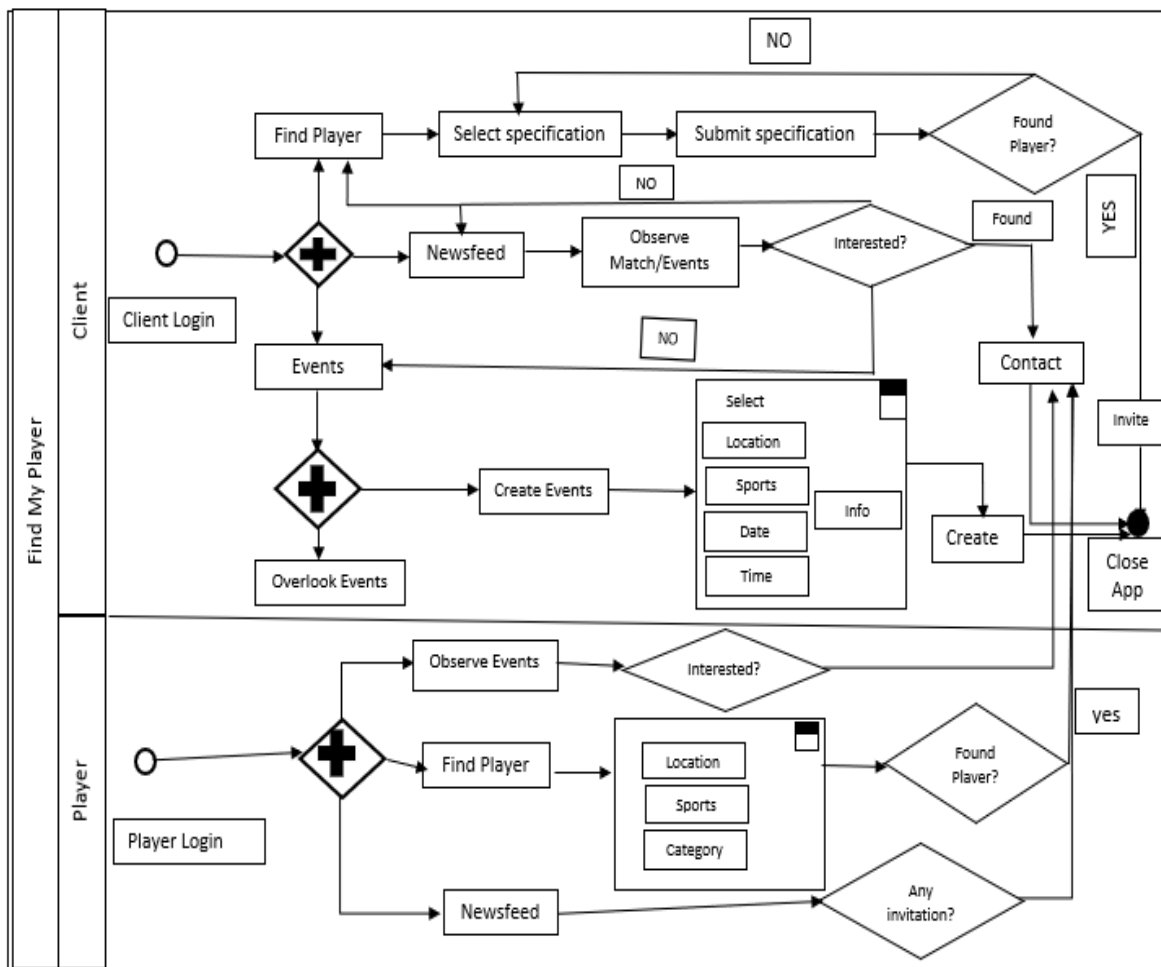 Find My Player
Client
Player
NO
Find Player
Select specification
Submit specification
Found
Player?
NO
YES
Newsfeed
Observe
Match/Events
Interested?
Found
Client Login
NO
Events
Contact
Select
Location
Sports
Date
Time
Info
Invite
Create Events
Create
Close
App
Overlook Events
Observe Events
Interested?
yes
Find Player
Location
Sports
Category
Found
Plaver?
Player Login
Newsfeed
Any
invitation?